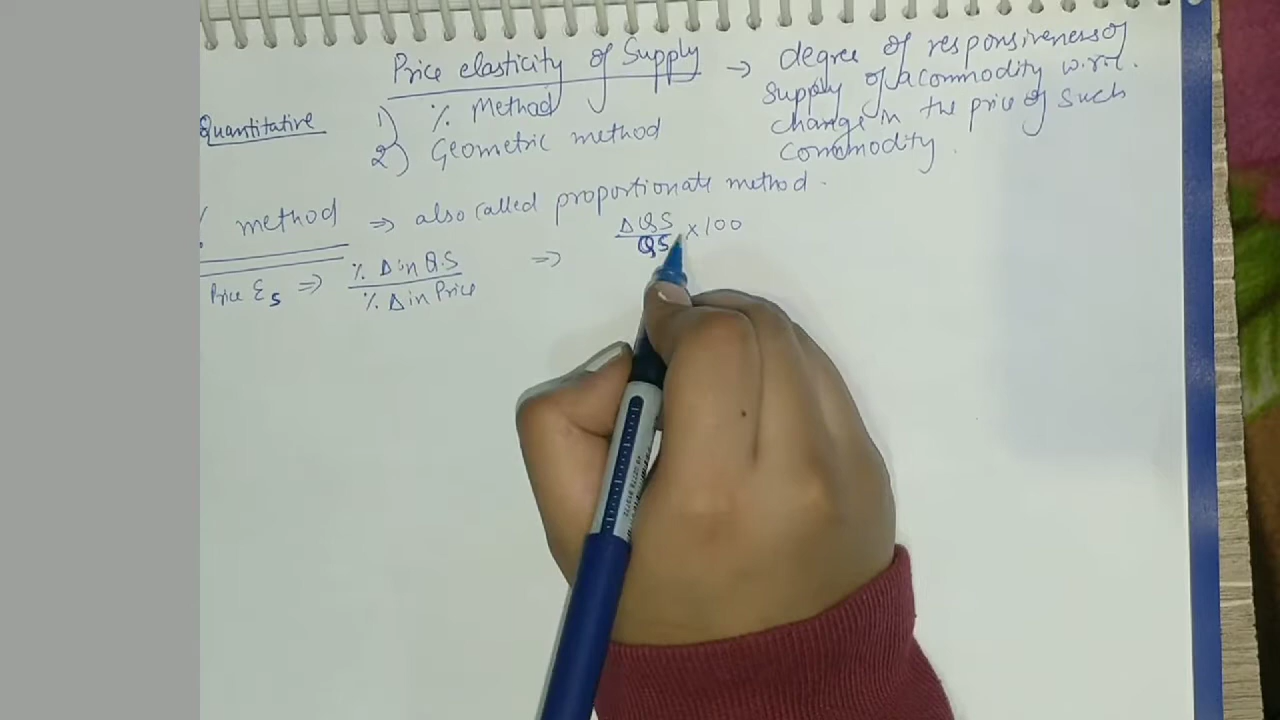 Price elasticity of Supply → degree of responsiveness of
supply of a commodity w.r.t.
change in the price of such
commodity.
Quantitative
1) % Method
2) Geometric method
% method ⇒ also called proportionate method.
Price Es ⇒ % Δ in Q.S / % Δ in Price ⇒ ΔQS / QS × 100